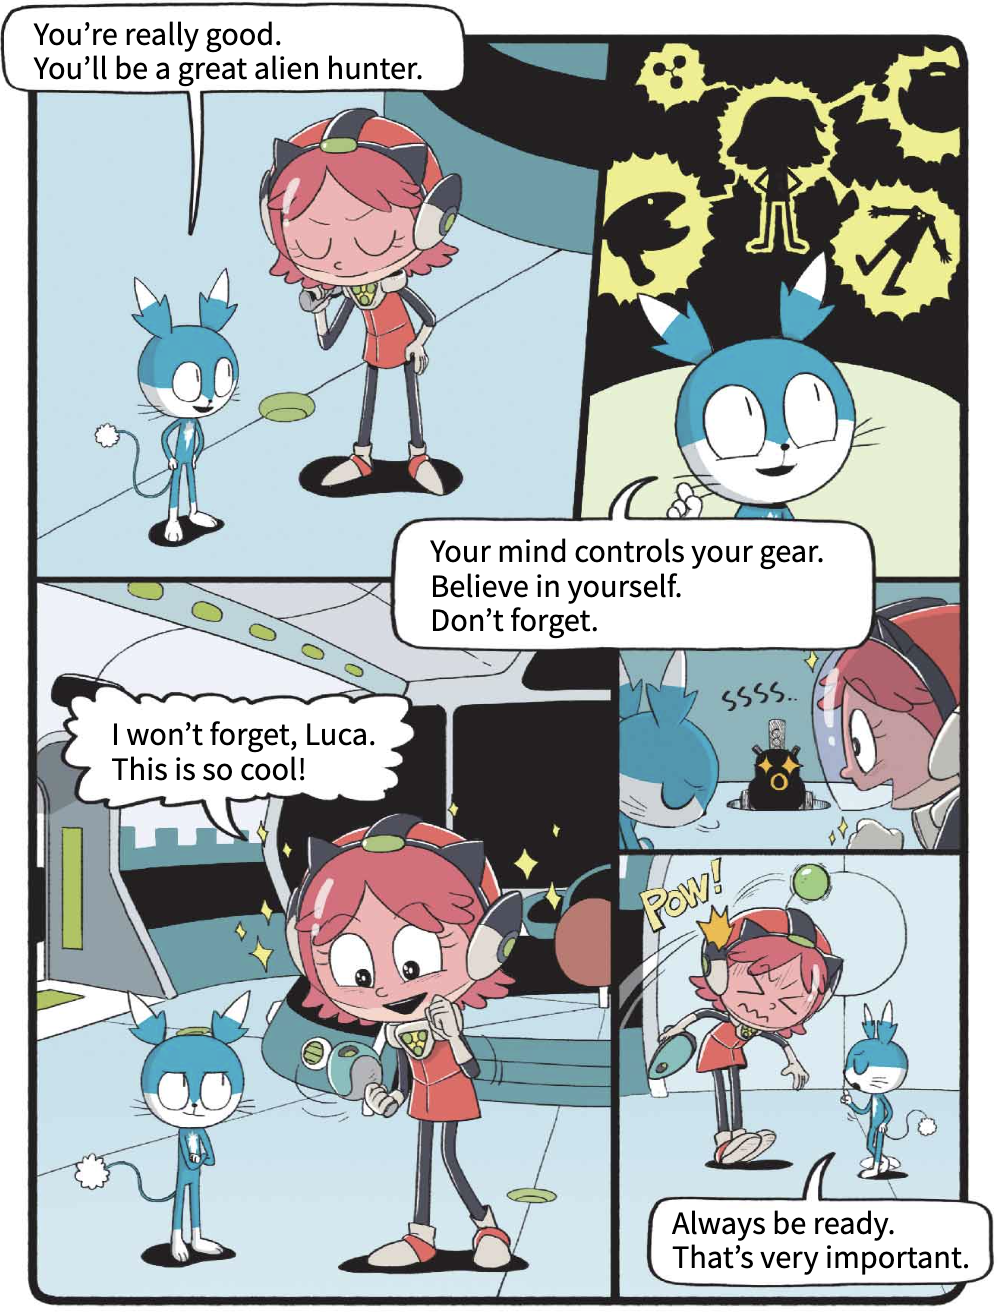 You’re really good.
You’ll be a great alien hunter.
Your mind controls your gear.
Believe in yourself.
Don’t forget.
I won’t forget, Luca.
This is so cool!
SSSS..
POW!
Always be ready.
That’s very important.